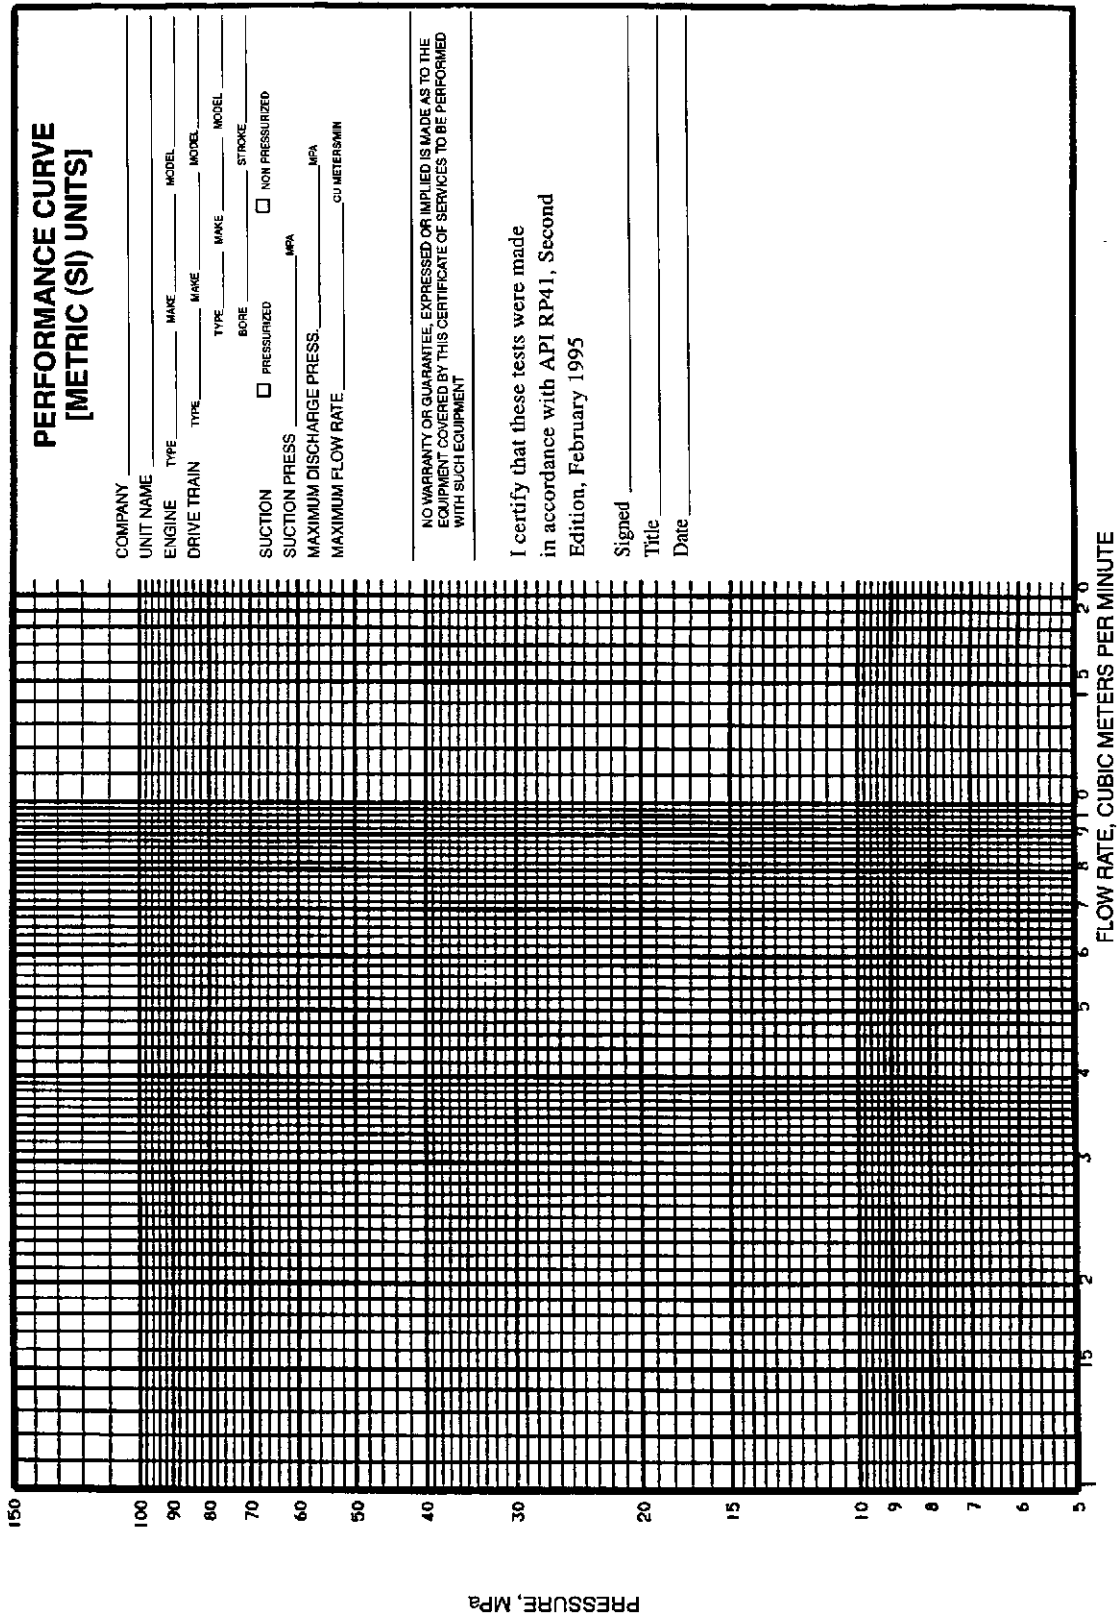 PERFORMANCE CURVE
[METRIC (SI) UNITS]
COMPANY
UNIT NAME
ENGINE TYPE MAKE MODEL
DRIVE TRAIN TYPE MAKE MODEL
TYPE MAKE MODEL
BORE STROKE
SUCTION ☐ PRESSURIZED ☐ NON PRESSURIZED
SUCTION PRESS MPA
MAXIMUM DISCHARGE PRESS. MPA
MAXIMUM FLOW RATE CU METERS/MIN
NO WARRANTY OR GUARANTEE, EXPRESSED OR IMPLIED IS MADE AS TO THE
EQUIPMENT COVERED BY THIS CERTIFICATE OF SERVICES TO BE PERFORMED
WITH SUCH EQUIPMENT
I certify that these tests were made
in accordance with API RP41, Second
Edition, February 1995
Signed
Title
Date
PRESSURE, MPa
150
100
90
80
70
60
50
40
30
20
15
10
9
8
7
6
5
1 15 2 3 4 5 6 7 8 9 10 15 20
FLOW RATE, CUBIC METERS PER MINUTE